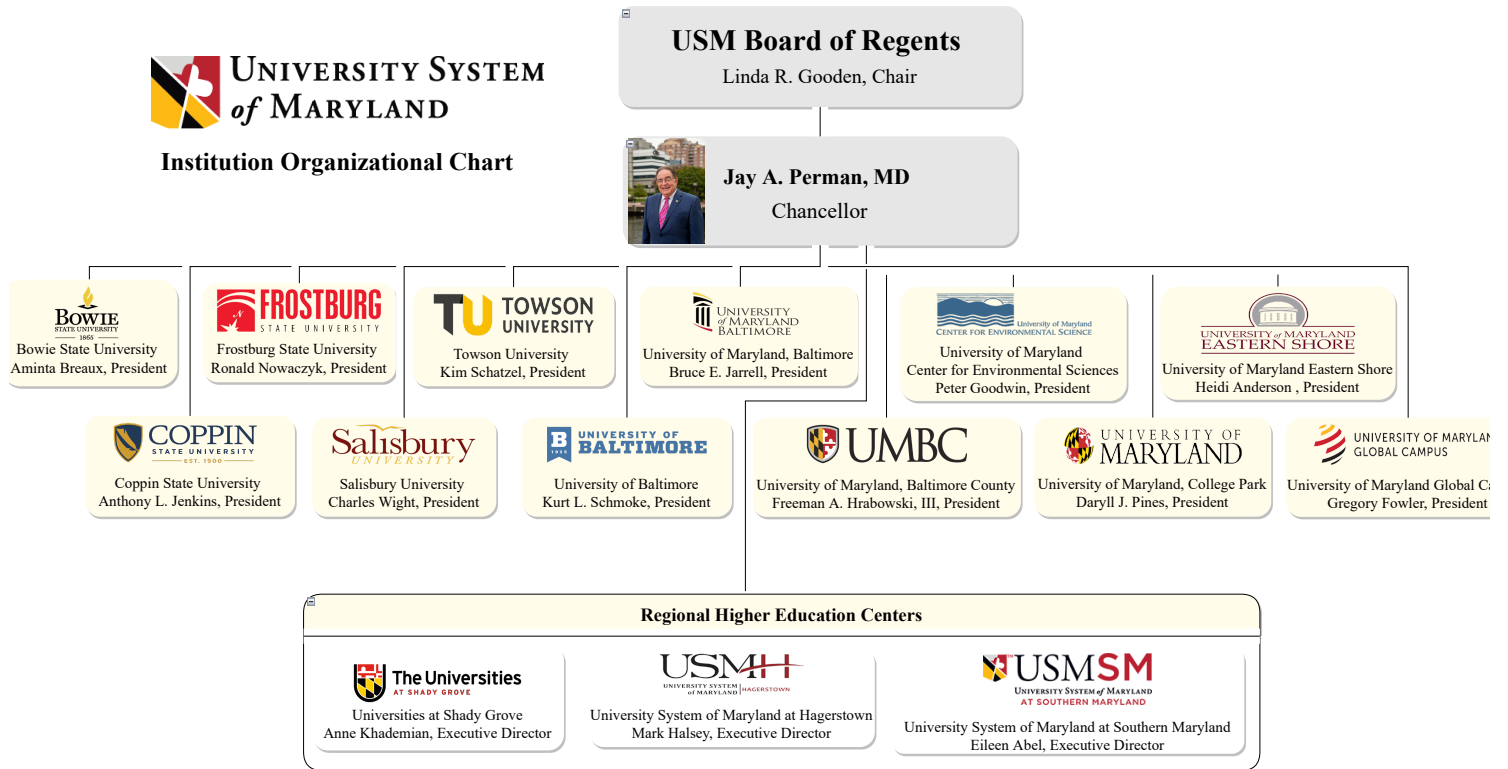 USM Board of Regents
Linda R. Gooden, Chair
UNIVERSITY SYSTEM
of MARYLAND
Institution Organizational Chart
Jay A. Perman, MD
Chancellor
BOWIE
STATE UNIVERSITY
1865
Bowie State University
Aminta Breaux, President
FROSTBURG
STATE UNIVERSITY
Frostburg State University
Ronald Nowaczyk, President
TU TOWSON
UNIVERSITY
Towson University
Kim Schatzel, President
UNIVERSITY
of MARYLAND
BALTIMORE
University of Maryland, Baltimore
Bruce E. Jarrell, President
University of Maryland
CENTER FOR ENVIRONMENTAL SCIENCE
University of Maryland
Center for Environmental Sciences
Peter Goodwin, President
UNIVERSITY of MARYLAND
EASTERN SHORE
University of Maryland Eastern Shore
Heidi Anderson , President
COPPIN
STATE UNIVERSITY
EST. 1900
Coppin State University
Anthony L. Jenkins, President
Salisbury
UNIVERSITY
Salisbury University
Charles Wight, President
B
1925
UNIVERSITY OF
BALTIMORE
University of Baltimore
Kurt L. Schmoke, President
UMBC
University of Maryland, Baltimore County
Freeman A. Hrabowski, III, President
UNIVERSITY OF
MARYLAND
University of Maryland, College Park
Daryll J. Pines, President
UNIVERSITY OF MARYLAN
GLOBAL CAMPUS
University of Maryland Global Ca
Gregory Fowler, President
Regional Higher Education Centers
The Universities
AT SHADY GROVE
Universities at Shady Grove
Anne Khademian, Executive Director
USMH
UNIVERSITY SYSTEM
of MARYLAND HAGERSTOWN
University System of Maryland at Hagerstown
Mark Halsey, Executive Director
USMSM
UNIVERSITY SYSTEM of MARYLAND
AT SOUTHERN MARYLAND
University System of Maryland at Southern Maryland
Eileen Abel, Executive Director